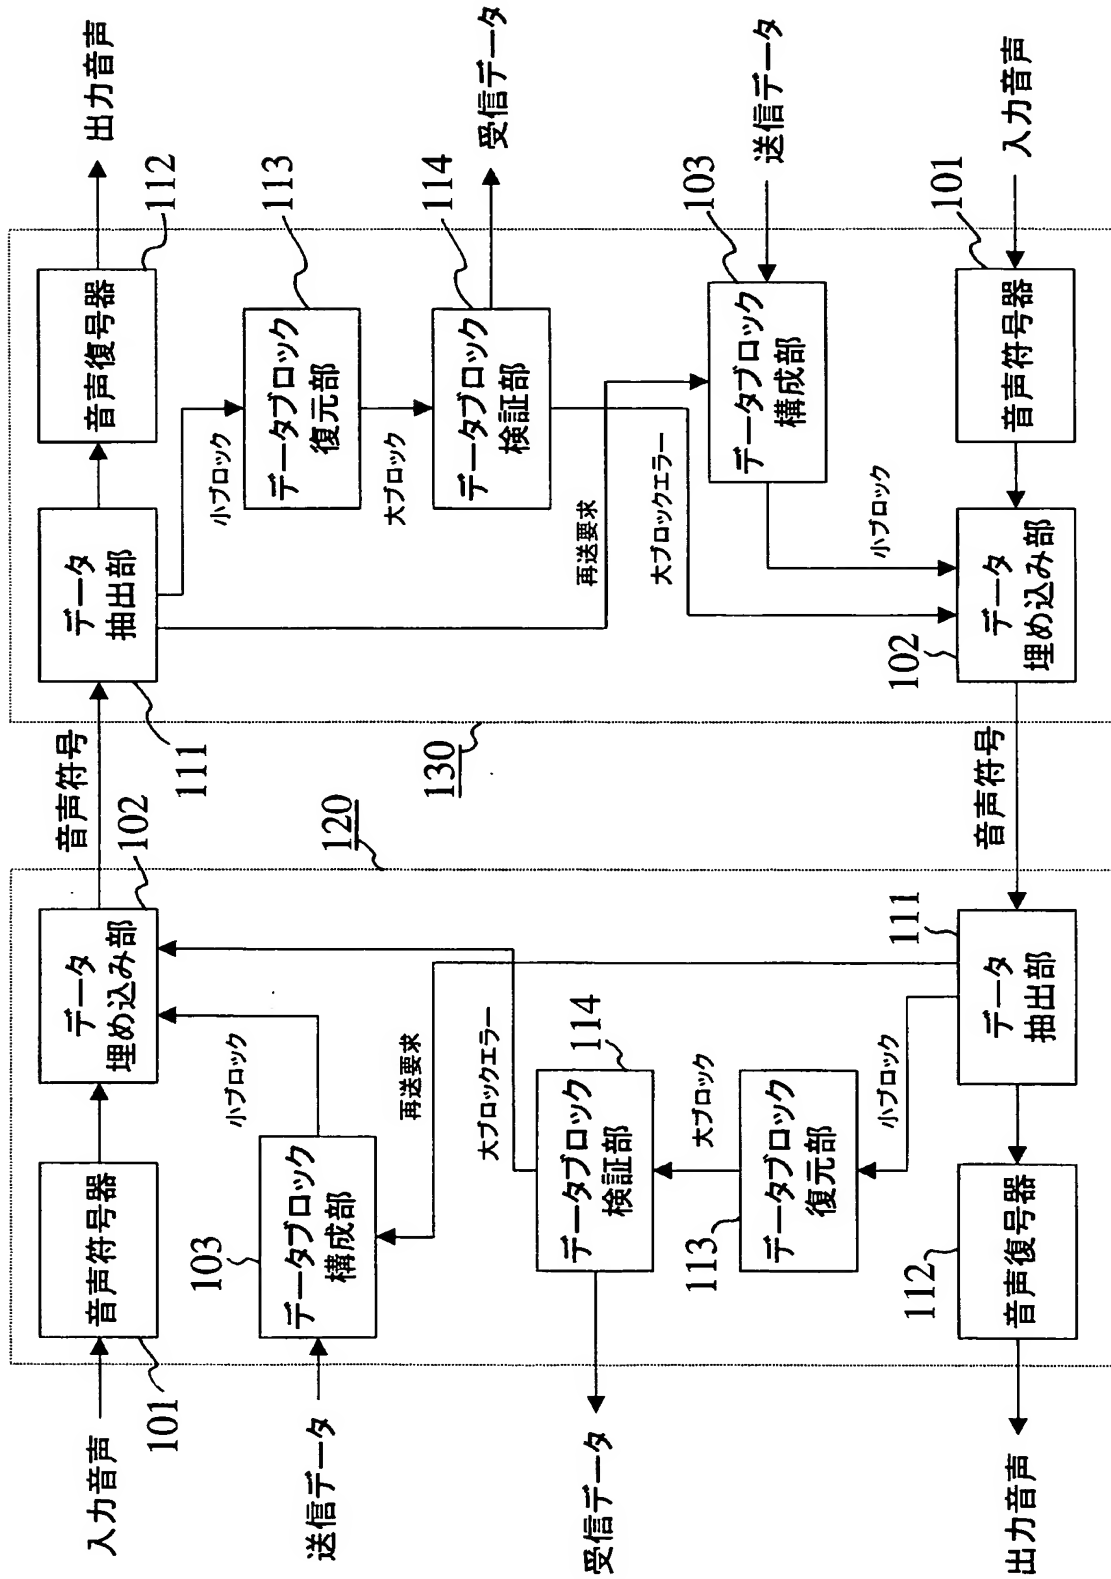 入力音声
101
音声符号器
データ
埋め込み部
102
音声符号
111
データ
抽出部
音声復号器
112
出力音声
送信データ
103
データブロック
構成部
小ブロック
再送要求
大ブロックエラー
120
130
小ブロック
データブロック
復元部
113
大ブロック
データブロック
検証部
114
受信データ
再送要求
大ブロックエラー
受信データ
データブロック
検証部
114
大ブロック
データブロック
復元部
113
小ブロック
データブロック
構成部
103
送信データ
小ブロック
出力音声
音声復号器
112
データ
抽出部
111
音声符号
データ
埋め込み部
102
音声符号器
101
入力音声